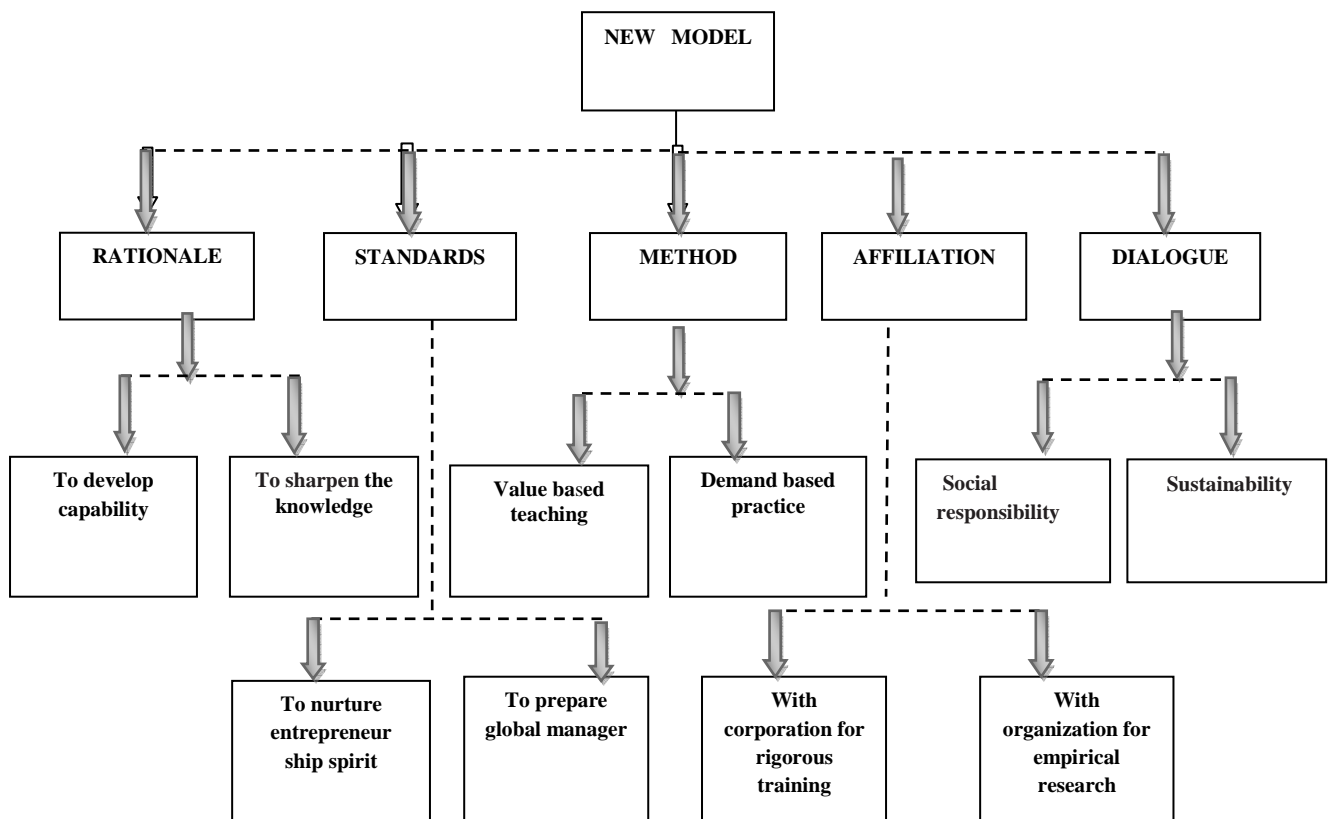 NEW MODEL
RATIONALE
STANDARDS
METHOD
AFFILIATION
DIALOGUE
To develop
capability
To sharpen the
knowledge
Value based
teaching
Demand based
practice
Social
responsibility
Sustainability
To nurture
entrepreneur
ship spirit
To prepare
global manager
With
corporation for
rigorous
training
With
organization for
empirical
research